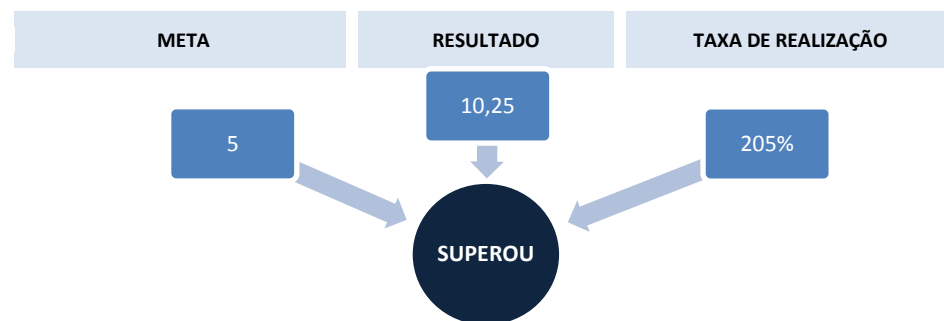 META
RESULTADO
TAXA DE REALIZAÇÃO
5
10,25
205%
SUPEROU